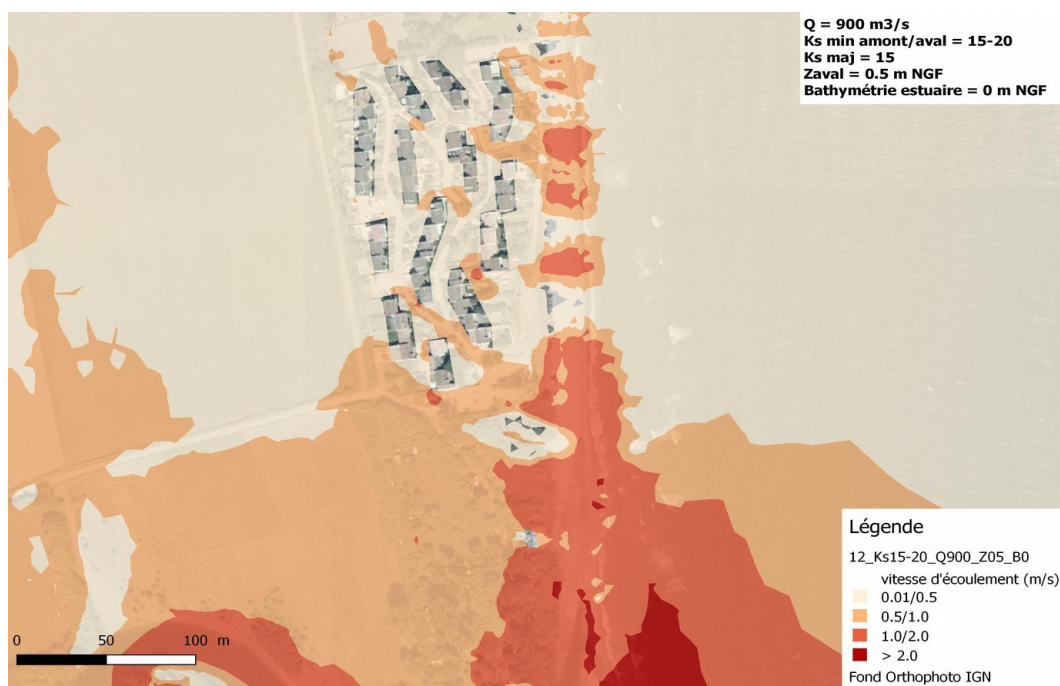 Q = 900 m3/s
Ks min amont/aval = 15-20
Ks maj = 15
Zaval = 0.5 m NGF
Bathymétrie estuaire = 0 m NGF
Légende
12_Ks15-20_Q900_Z05_B0
vitesse d'écoulement (m/s)
0.01/0.5
0.5/1.0
1.0/2.0
> 2.0
Fond Orthophoto IGN
0 50 100 m